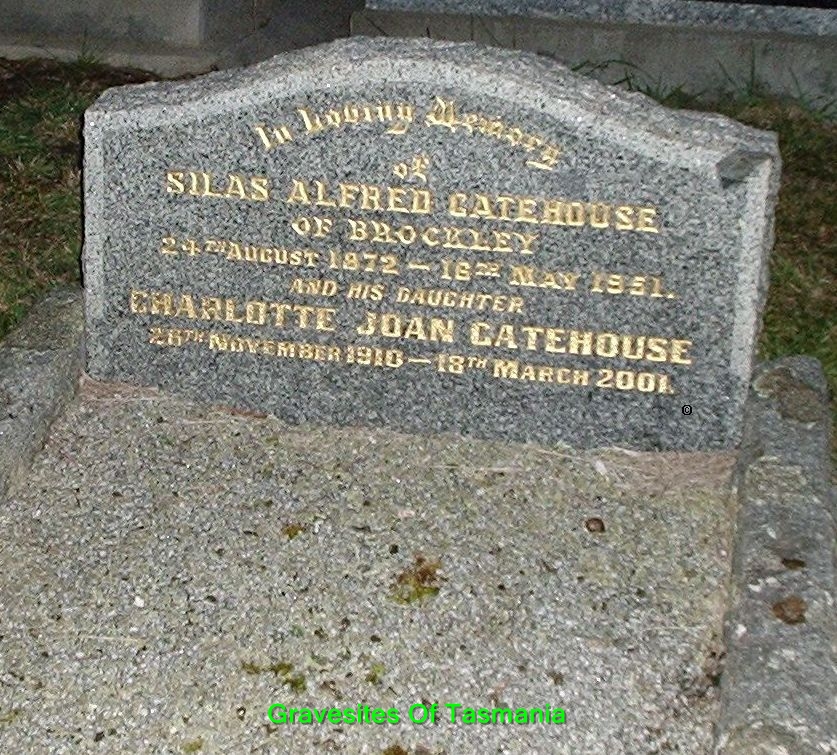 In Loving Memory
of
SILAS ALFRED GATEHOUSE
OF BROCKLEY
24TH AUGUST 1872 — 16TH MAY 1951.
AND HIS DAUGHTER
CHARLOTTE JOAN GATEHOUSE
26TH NOVEMBER 1910 — 18TH MARCH 2001.
©
Gravesites Of Tasmania